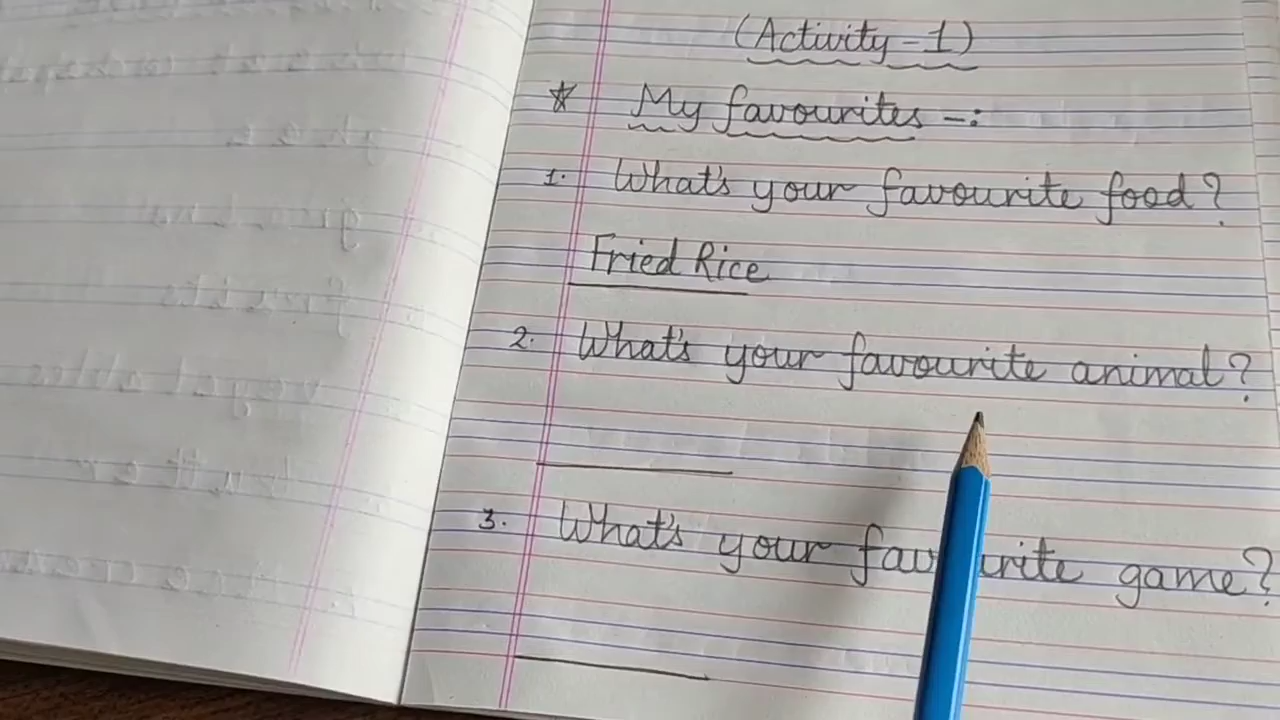 (Activity-1)
☆ My favourites -:
1. What's your favourite food?
Fried Rice
2. What's your favourite animal?
3. What's your favourite game?